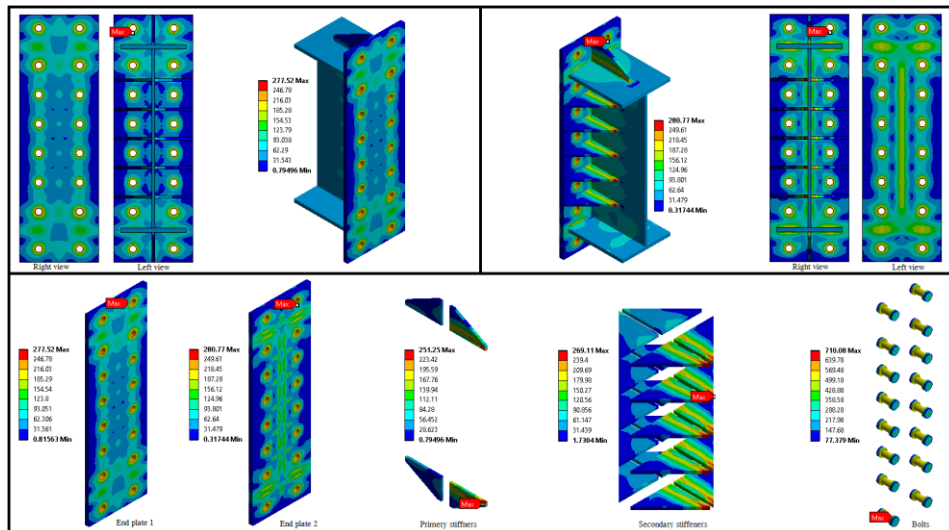 Max
277.52 Max
246.78
216.03
185.28
154.53
123.79
93.038
62.29
31.543
0.79496 Min
Right view
Left view
Max
280.77 Max
249.61
218.45
187.28
156.12
124.96
93.801
62.64
31.479
0.31744 Min
Max
Right view
Left view
277.52 Max
246.78
216.03
185.29
154.54
123.8
93.051
62.306
31.561
0.81563 Min
Max
End plate 1
280.77 Max
249.61
218.45
187.28
156.12
124.96
93.801
62.64
31.479
0.31744 Min
Max
End plate 2
251.25 Max
223.42
195.59
167.76
139.94
112.11
84.28
56.452
28.623
0.79496 Min
Max
Primery stiffners
269.11 Max
239.4
209.69
179.98
150.27
120.56
90.856
61.147
31.439
1.7304 Min
Max
Secondary stiffeners
710.08 Max
639.78
569.48
499.18
428.88
358.58
288.28
217.98
147.68
77.379 Min
Max
Bolts